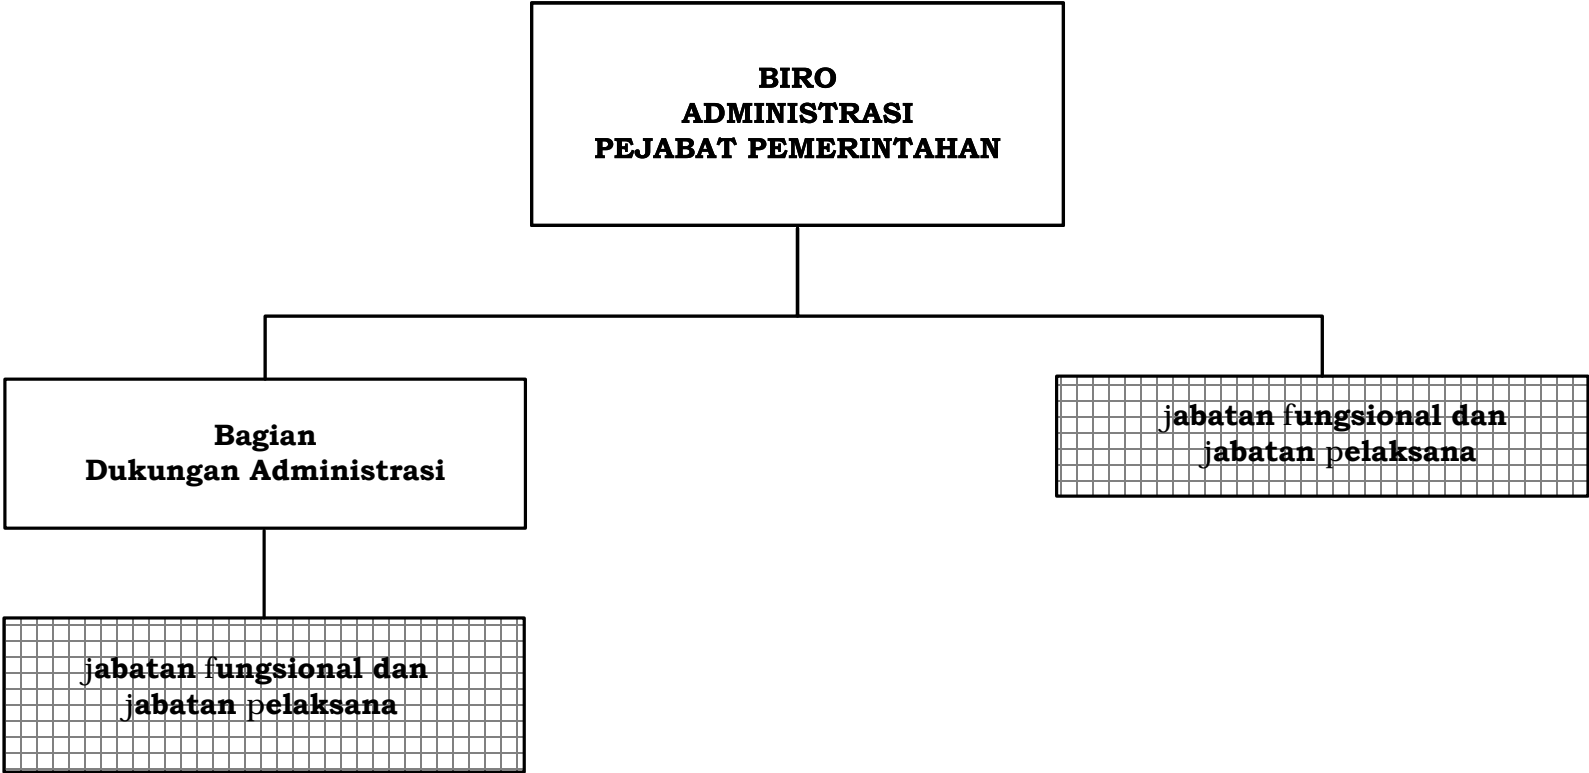 BIRO
ADMINISTRASI
PEJABAT PEMERINTAHAN
Bagian
Dukungan Administrasi
jabatan fungsional dan
jabatan pelaksana
jabatan fungsional dan
jabatan pelaksana